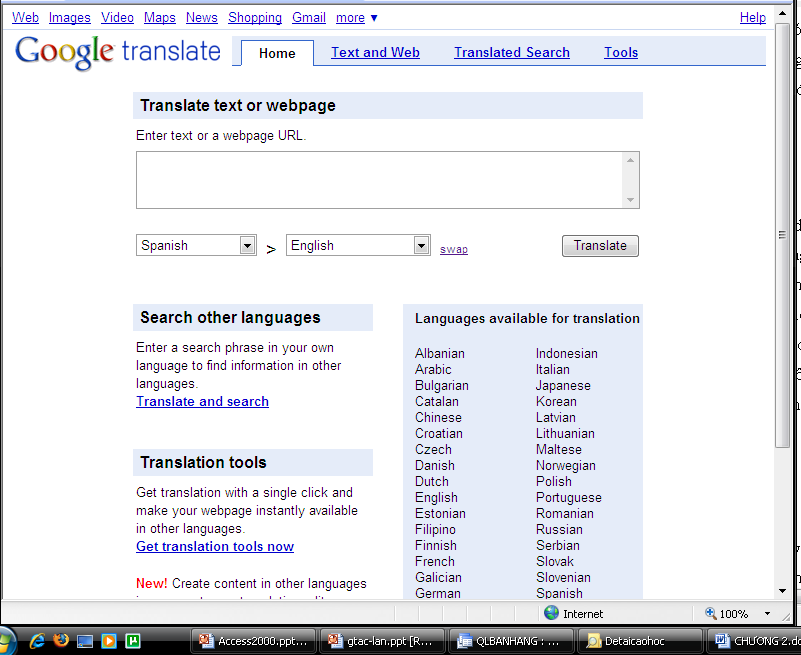 Web Images Video Maps News Shopping Gmail more ▼ Help
Google translate Home Text and Web Translated Search Tools
Translate text or webpage
Enter text or a webpage URL.
Spanish > English swap Translate
Search other languages
Enter a search phrase in your own
language to find information in other
languages.
Translate and search
Translation tools
Get translation with a single click and
make your webpage instantly available
in other languages.
Get translation tools now
New! Create content in other languages
Languages available for translation
Albanian
Arabic
Bulgarian
Catalan
Chinese
Croatian
Czech
Danish
Dutch
English
Estonian
Filipino
Finnish
French
Galician
German
Indonesian
Italian
Japanese
Korean
Latvian
Lithuanian
Maltese
Norwegian
Polish
Portuguese
Romanian
Russian
Serbian
Slovak
Slovenian
Spanish
Internet 100%
Access2000.ppt... gtac-lan.ppt [R... QLBANHANG : ... Detaicaohoc CHUONG 2.do